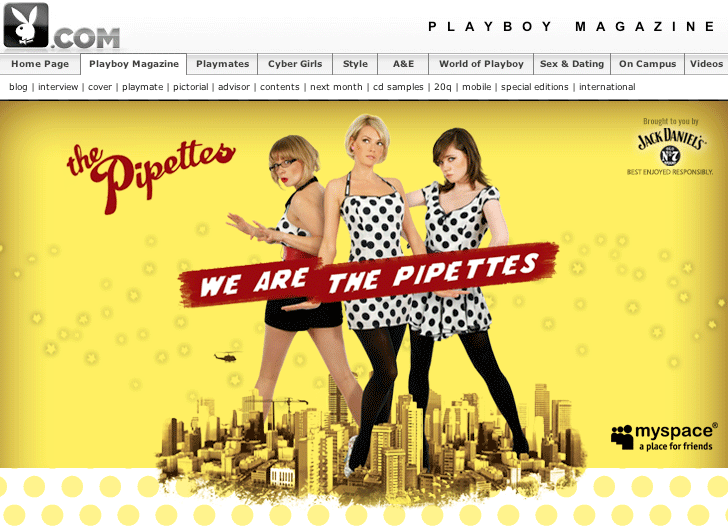 .COM
PLAYBOY MAGAZINE
Home Page Playboy Magazine Playmates Cyber Girls Style A&E World of Playboy Sex & Dating On Campus Videos
blog | interview | cover | playmate | pictorial | advisor | contents | next month | cd samples | 20q | mobile | special editions | international
the Pipettes
Brought to you by
JACK DANIEL'S
OLD
No. 7
BRAND
BEST ENJOYED RESPONSIBLY.
WE ARE THE PIPETTES
myspace®
a place for friends